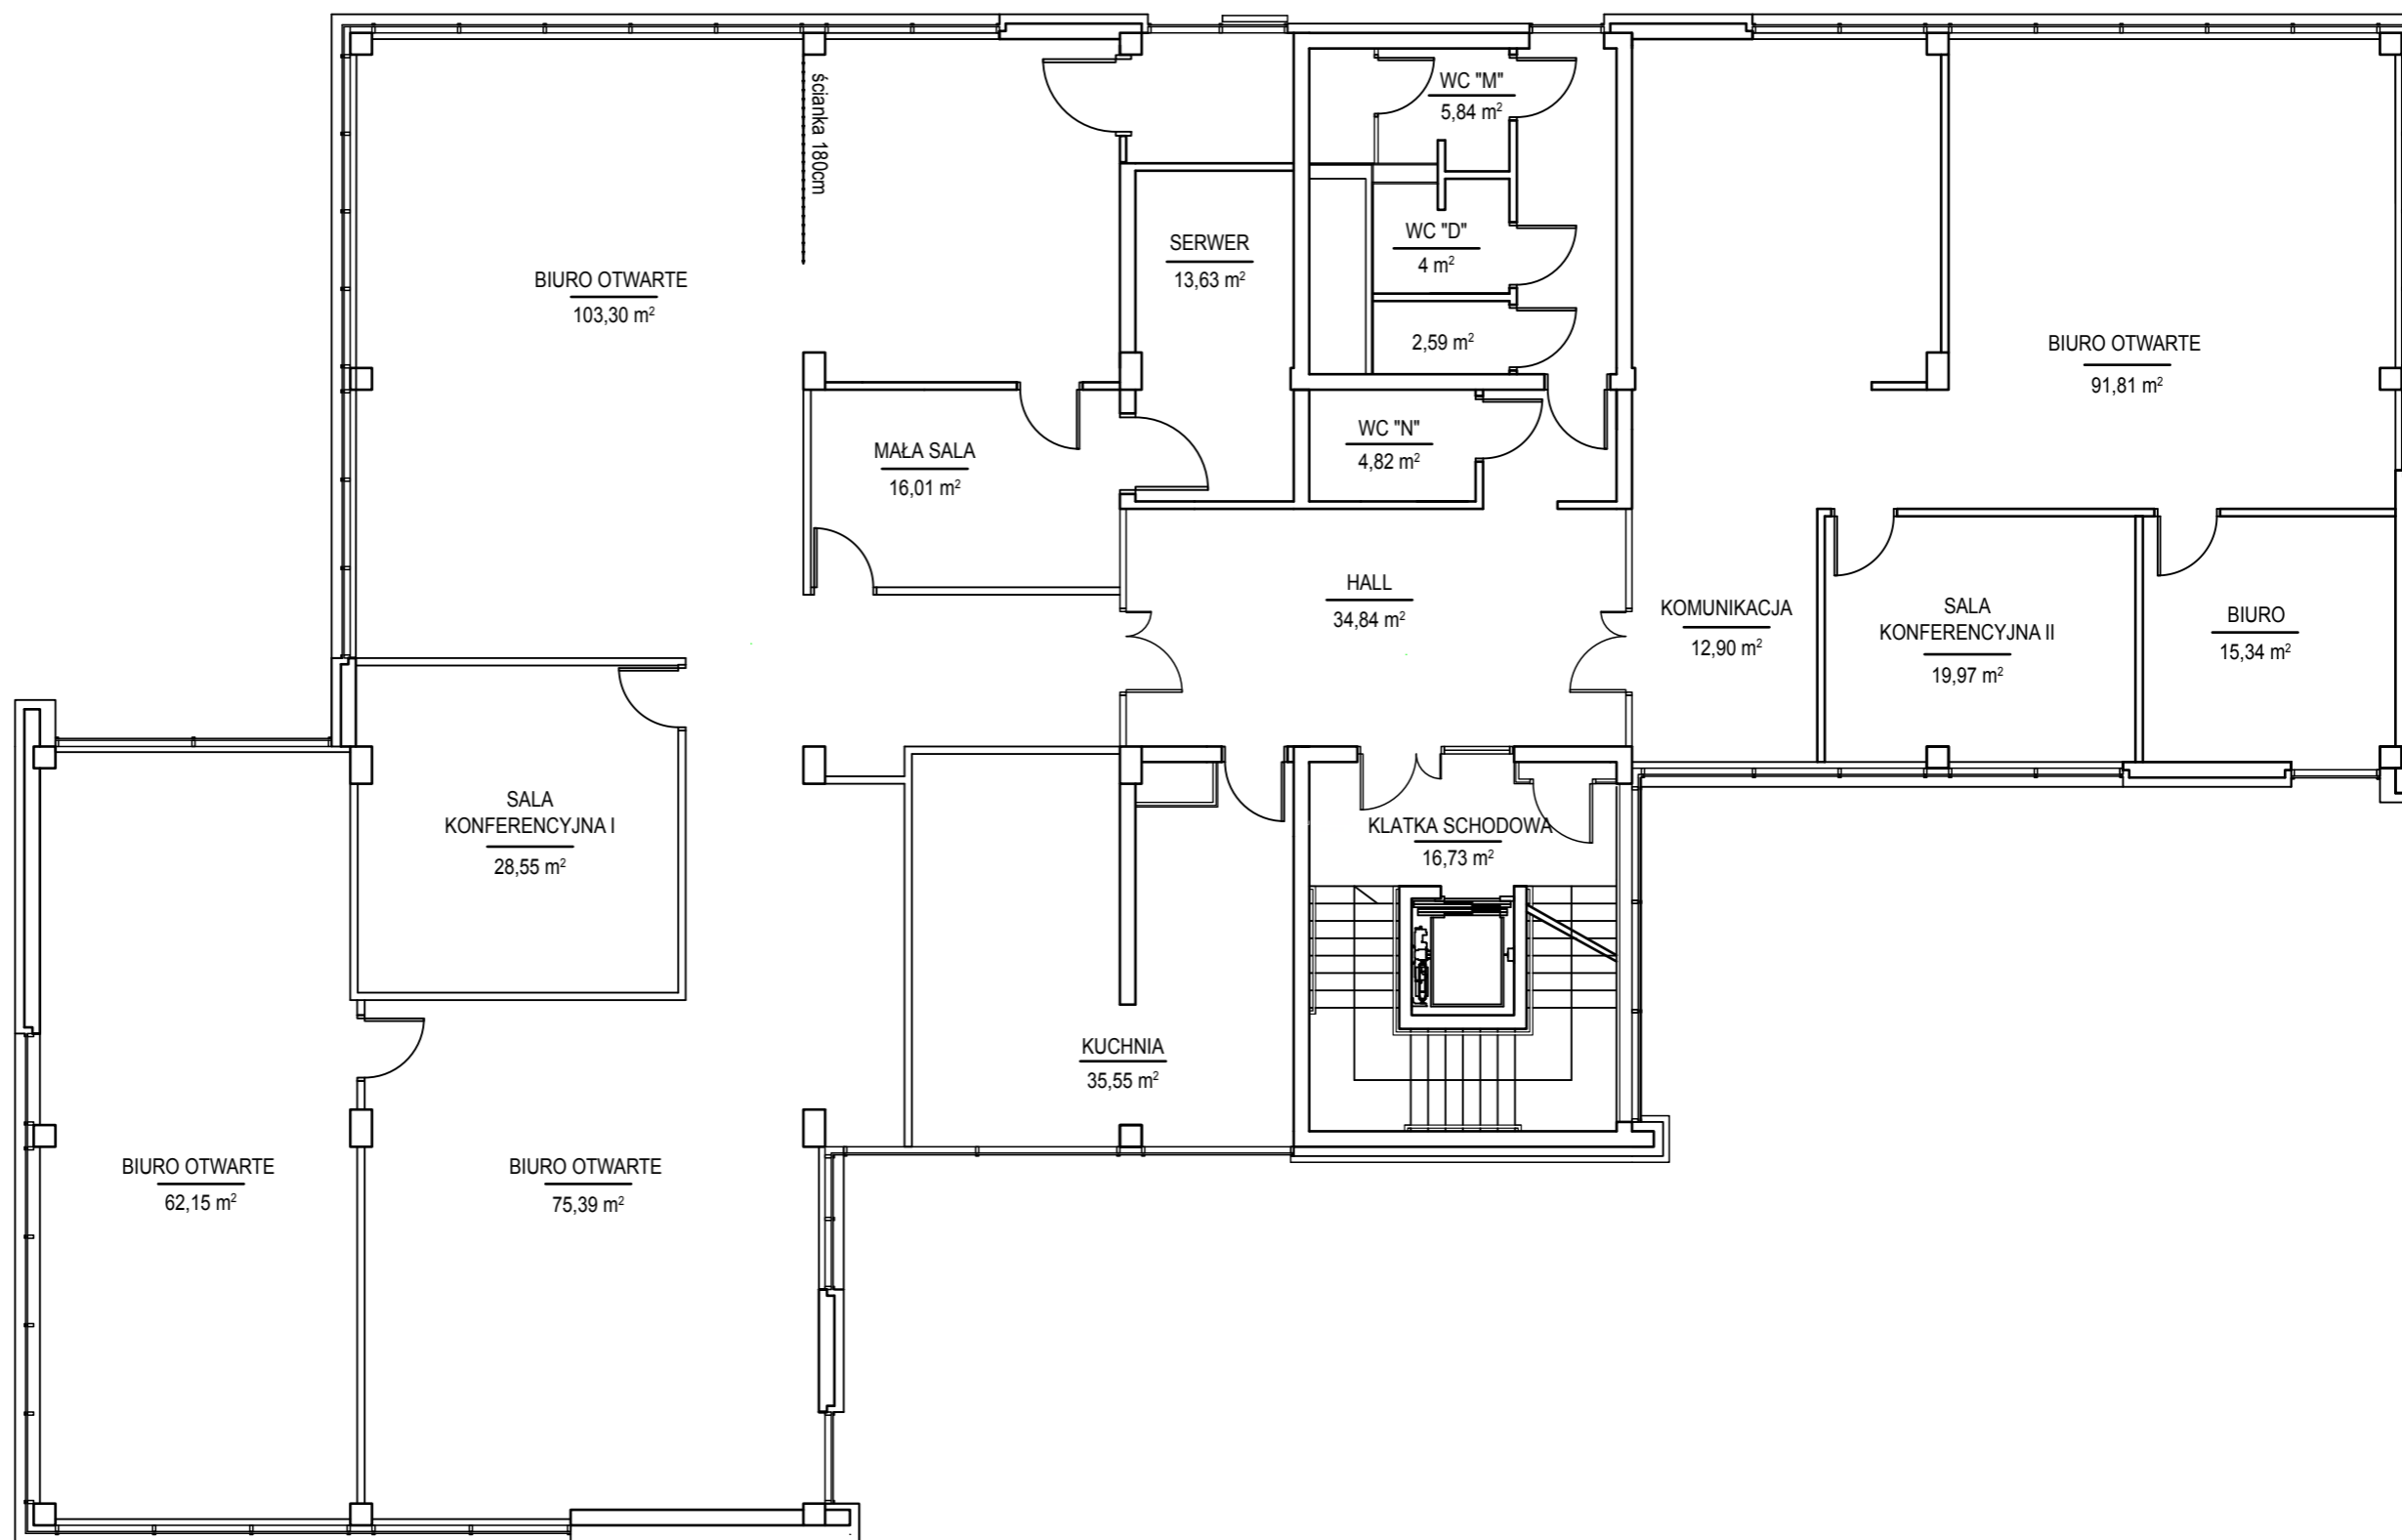 ścianka 180cm
WC "M"
5,84 m²
BIURO OTWARTE
103,30 m²
SERWER
13,63 m²
WC "D"
4 m²
2,59 m²
BIURO OTWARTE
91,81 m²
MAŁA SALA
16,01 m²
WC "N"
4,82 m²
HALL
34,84 m²
KOMUNIKACJA
12,90 m²
SALA
KONFERENCYJNA II
19,97 m²
BIURO
15,34 m²
SALA
KONFERENCYJNA I
28,55 m²
KLATKA SCHODOWA
16,73 m²
KUCHNIA
35,55 m²
BIURO OTWARTE
62,15 m²
BIURO OTWARTE
75,39 m²